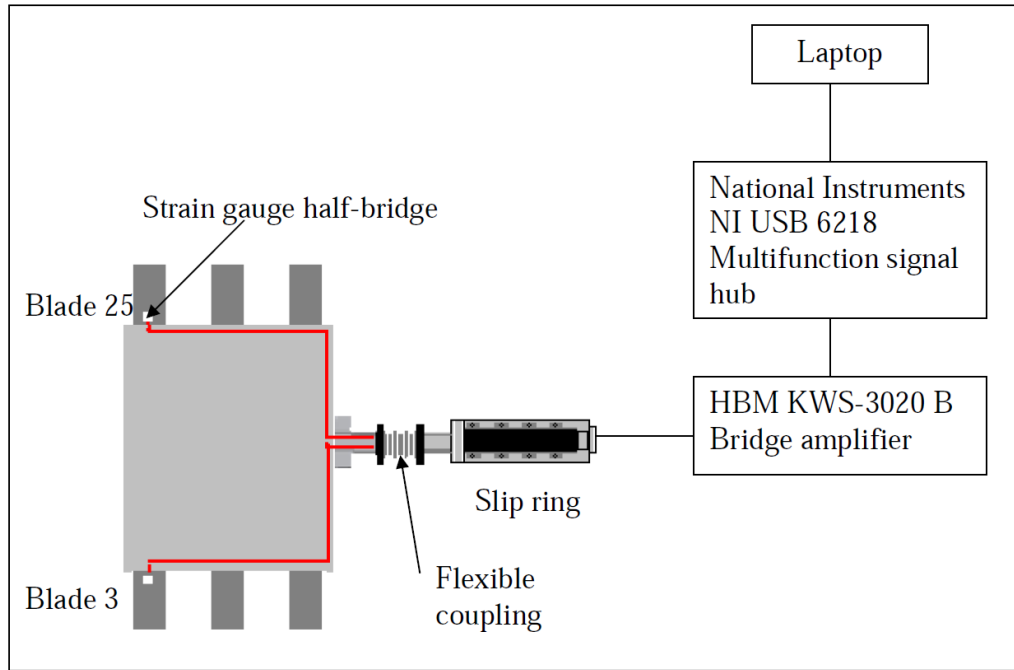 Laptop
National Instruments
NI USB 6218
Multifunction signal
hub
Strain gauge half-bridge
Blade 25
HBM KWS-3020 B
Bridge amplifier
Slip ring
Flexible
coupling
Blade 3